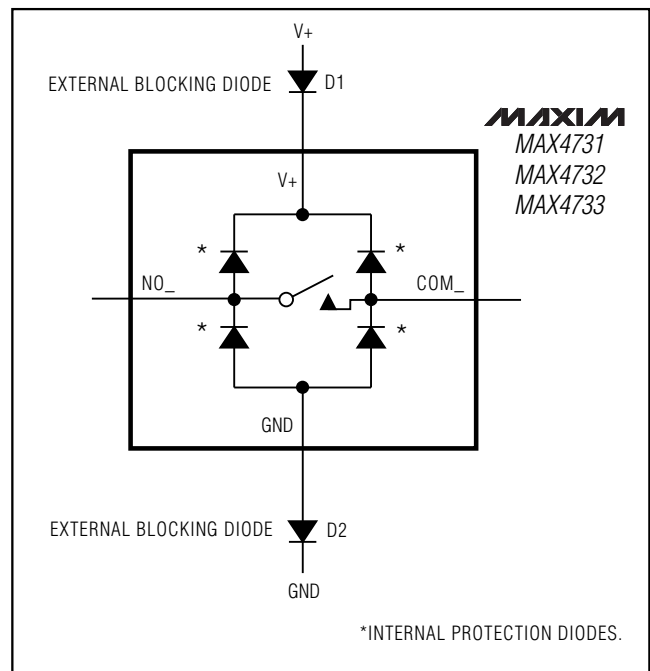 V+
EXTERNAL BLOCKING DIODE D1
MAXIM
MAX4731
MAX4732
MAX4733
V+
* *
NO_ COM_
* *
GND
EXTERNAL BLOCKING DIODE D2
GND
*INTERNAL PROTECTION DIODES.